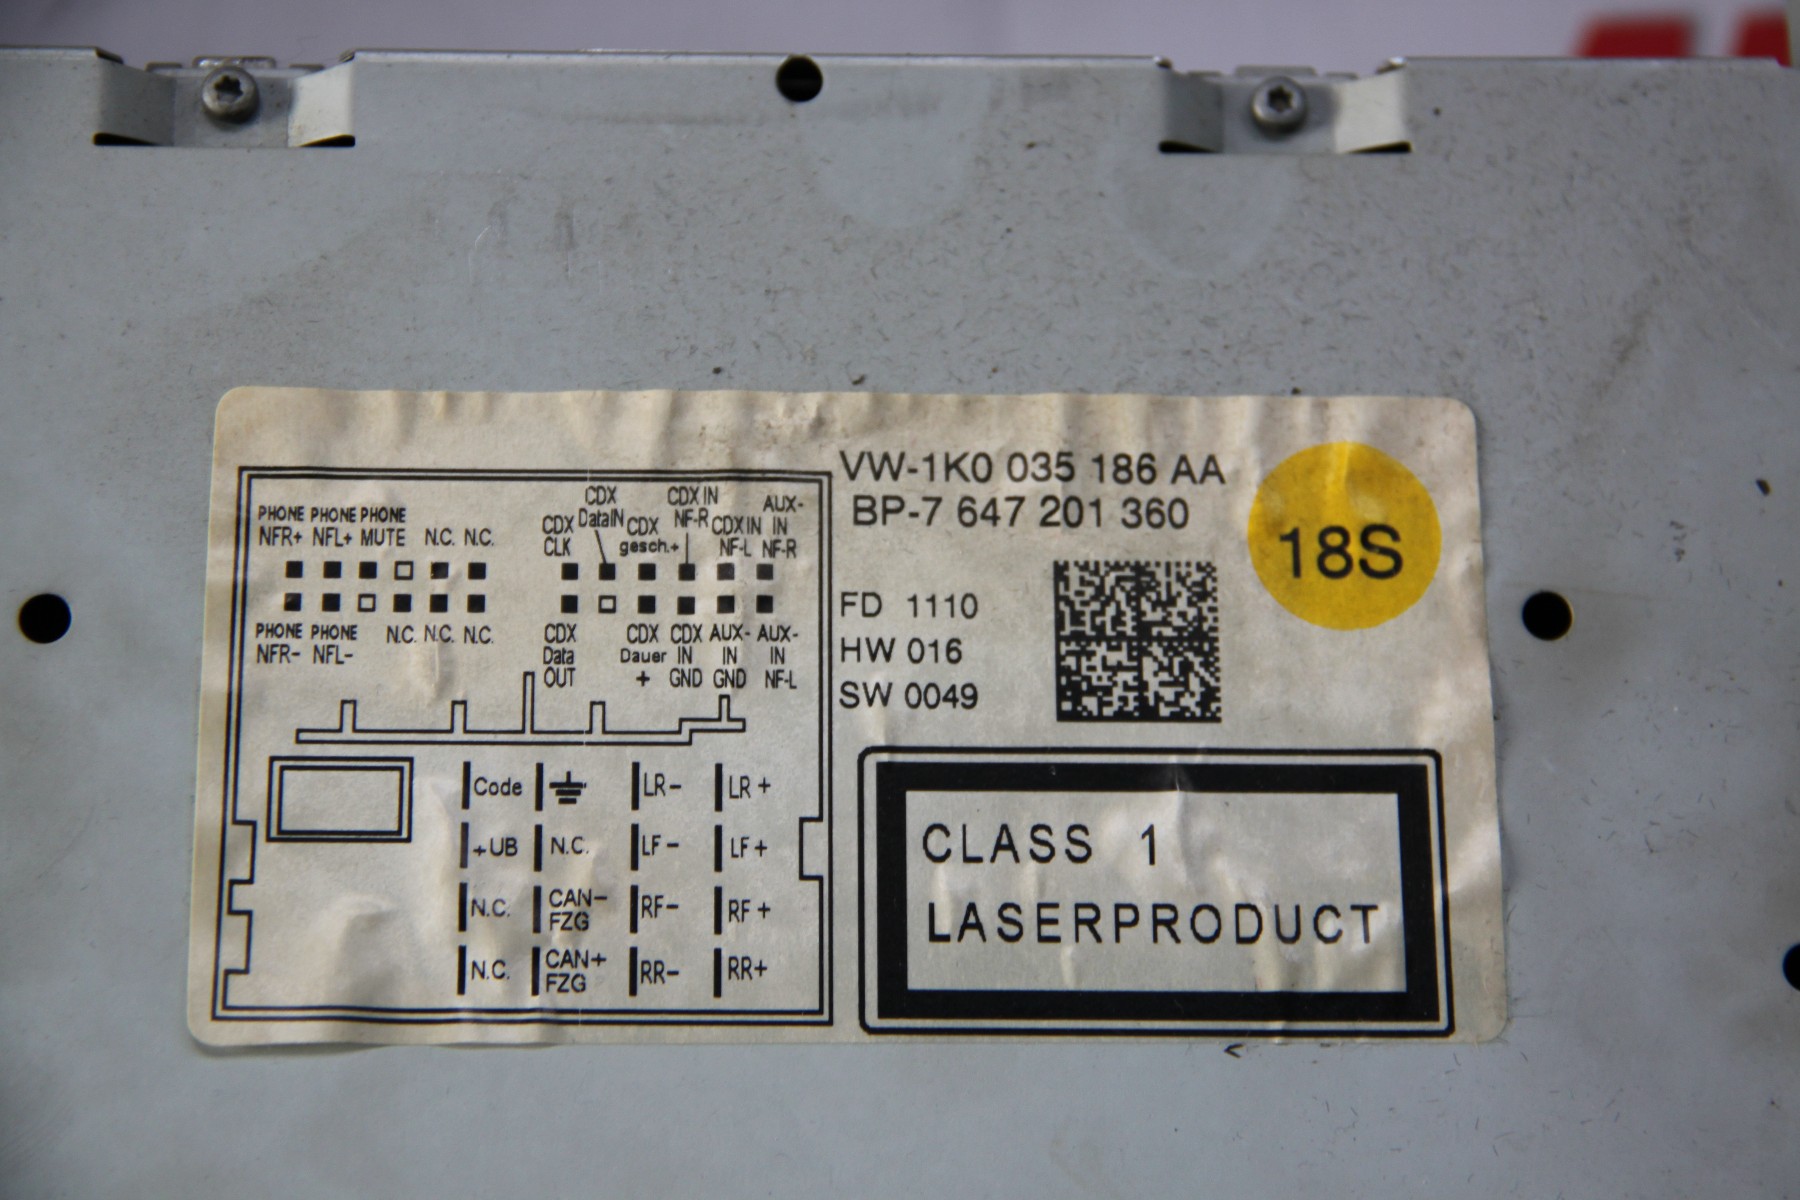 VW-1K0 035 186 AA
BP-7 647 201 360
18S
FD 1110
HW 016
SW 0049
CLASS 1
LASERPRODUCT
PHONE PHONE PHONE
NFR+ NFL+ MUTE N.C. N.C.
PHONE PHONE
NFR- NFL- N.C. N.C. N.C.
CDX
CLK
CDX
DataIN
CDX
gesch.+
CDX IN
NF-R
CDX IN
NF-L
AUX-
IN
NF-R
CDX
Data
OUT
CDX
Dauer
+
CDX
IN
GND
AUX-
IN
GND
AUX-
IN
NF-L
Code LR- LR+
+UB N.C. LF- LF+
N.C. CAN- FZG RF- RF+
N.C. CAN+ FZG RR- RR+